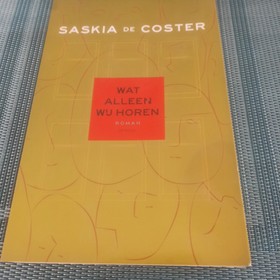 SASKIA DE COSTER
WAT
ALLEEN
WIJ HOREN
ROMAN